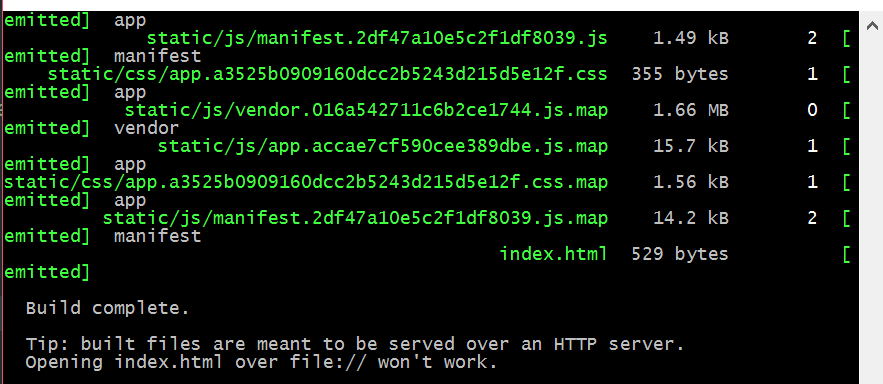 emitted] app
static/js/manifest.2df47a10e5c2f1df8039.js 1.49 kB 2 [
emitted] manifest
static/css/app.a3525b0909160dcc2b5243d215d5e12f.css 355 bytes 1 [
emitted] app
static/js/vendor.016a542711c6b2ce1744.js.map 1.66 MB 0 [
emitted] vendor
static/js/app.accae7cf590cee389dbe.js.map 15.7 kB 1 [
emitted] app
static/css/app.a3525b0909160dcc2b5243d215d5e12f.css.map 1.56 kB 1 [
emitted] app
static/js/manifest.2df47a10e5c2f1df8039.js.map 14.2 kB 2 [
emitted] manifest
index.html 529 bytes [
emitted]
Build complete.
Tip: built files are meant to be served over an HTTP server.
Opening index.html over file:// won't work.